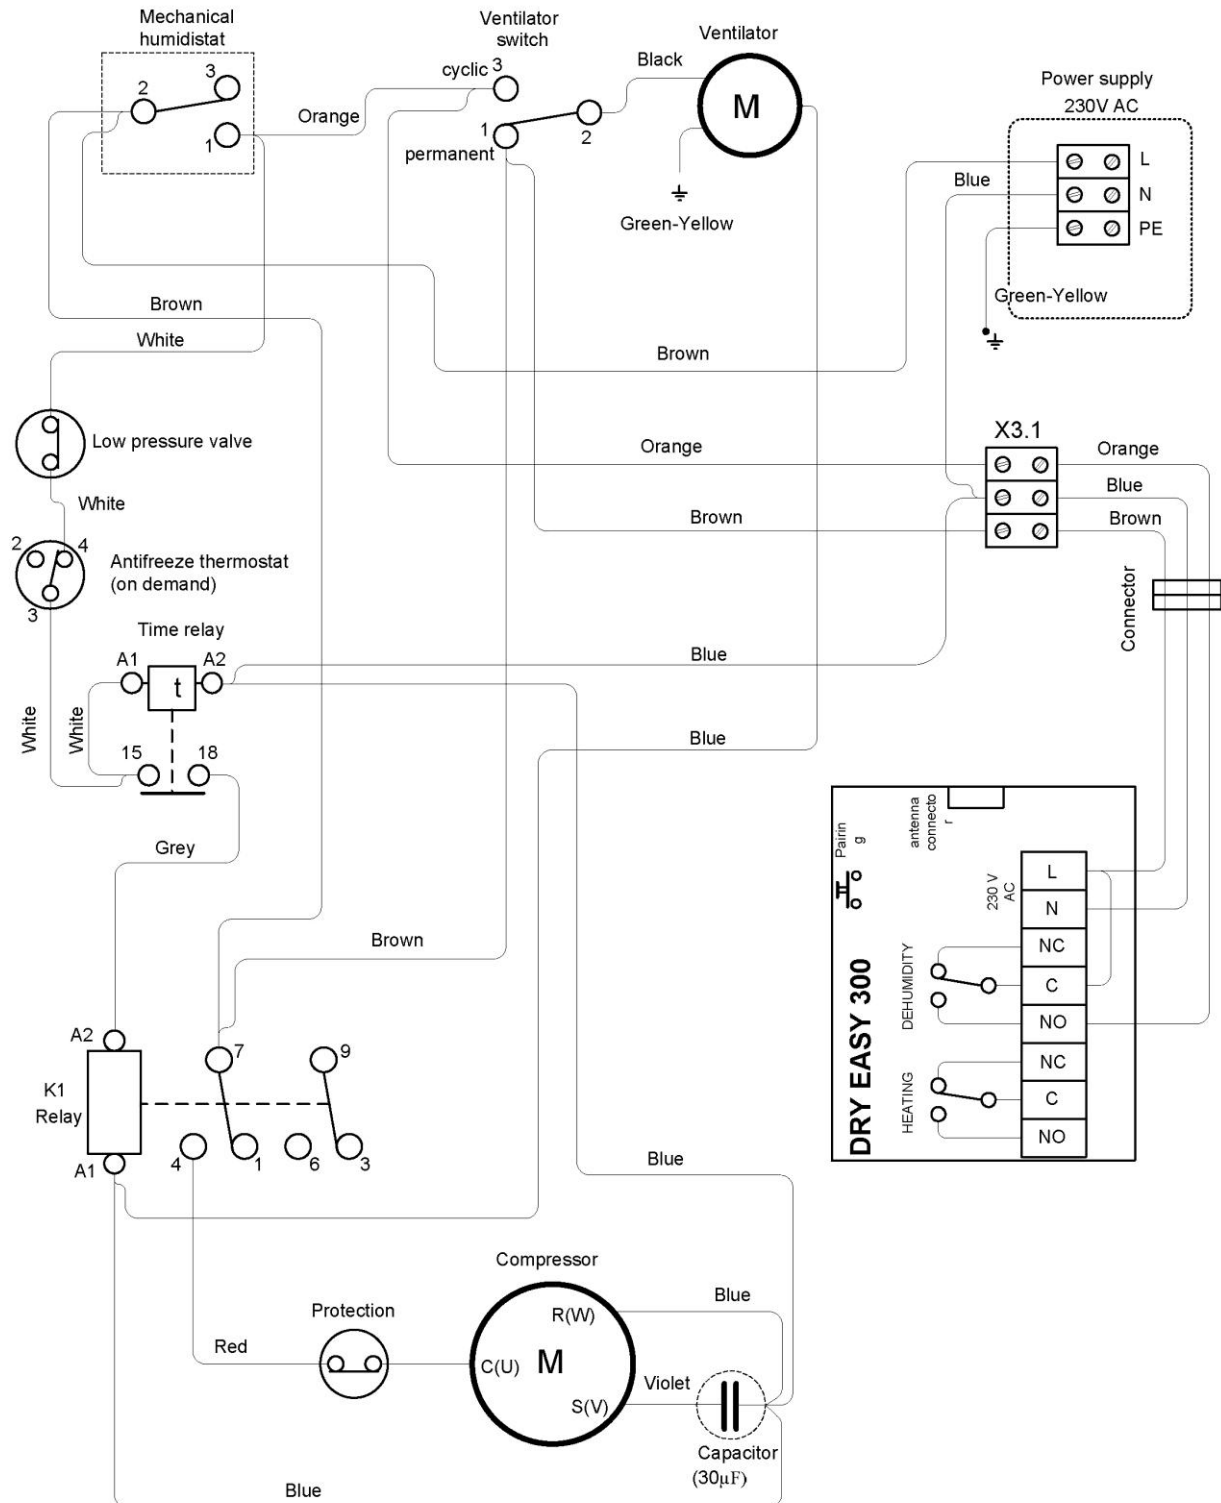 Mechanical
humidistat
3
2
1
Orange
Ventilator
switch
cyclic 3
1
permanent
2
Black
Ventilator
M
Green-Yellow
Power supply
230V AC
L
N
PE
Blue
Green-Yellow
Brown
White
Brown
Low pressure valve
White
2
4
3
Antifreeze thermostat
(on demand)
X3.1
Orange
Orange
Blue
Brown
Brown
Connector
Time relay
A1
A2
t
15
18
White
White
Blue
Blue
Grey
Brown
Pairin
g
antenna
connecto
r
230 V
AC
L
N
NC
C
NO
NC
C
NO
DEHUMIDITY
HEATING
DRY EASY 300
A2
K1
Relay
A1
7
9
4
1
6
3
Blue
Compressor
R(W)
C(U)
M
S(V)
Blue
Protection
Red
Violet
Capacitor
(30µF)
Blue